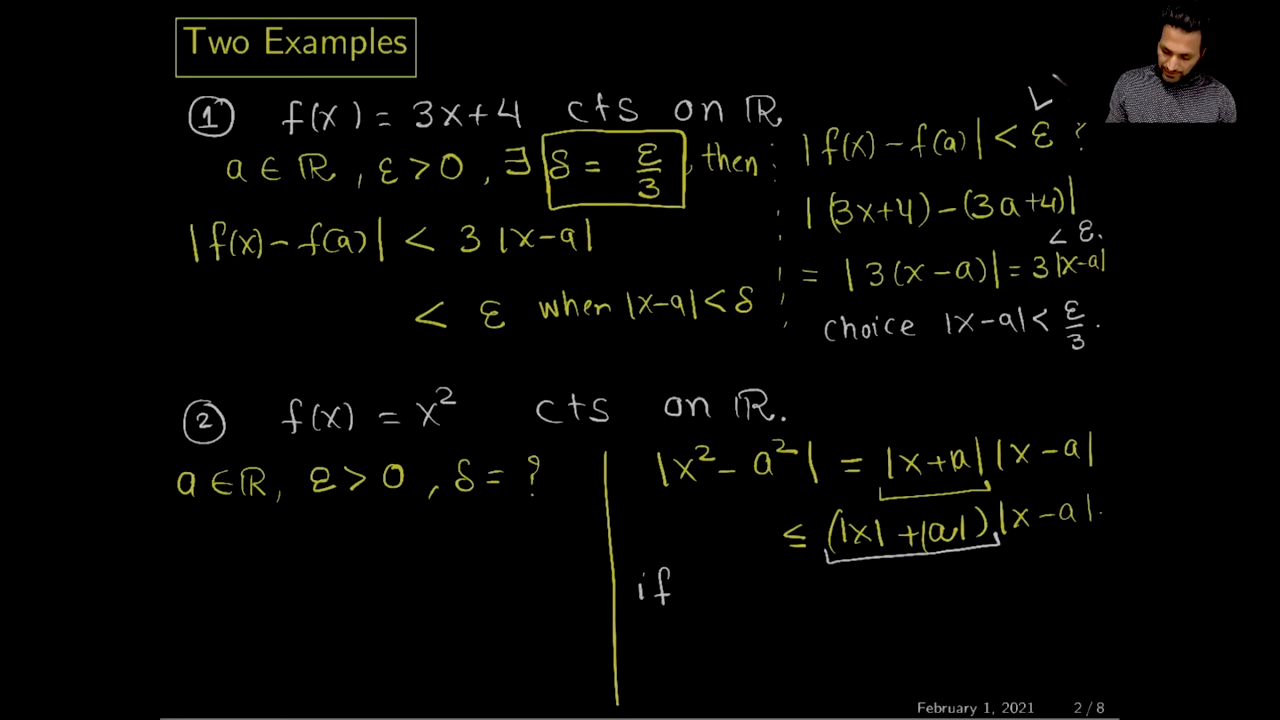 Two Examples
① f(x) = 3x+4 cts on ℝ
a ∈ ℝ, ε > 0, ∃ δ = ε/3, then
|f(x) - f(a)| < 3 |x-a|
< ε when |x-a| < δ
|f(x) - f(a)| < ε ?
|(3x+4) - (3a+4)|
< ε.
= |3(x-a)| = 3|x-a|
choice |x-a| < ε/3.
② f(x) = x² cts on ℝ.
a ∈ ℝ, ε > 0, δ = ?
|x² - a²| = |x+a||x-a|
≤ (|x| + |a|)|x-a|.
if
February 1, 2021 2 / 8